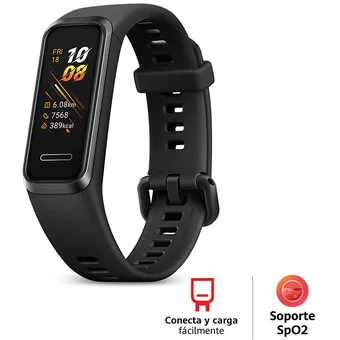 FRI
18
10
08
6.08km
7568
389kcal
Conecta y carga
fácilmente
Soporte
SpO2